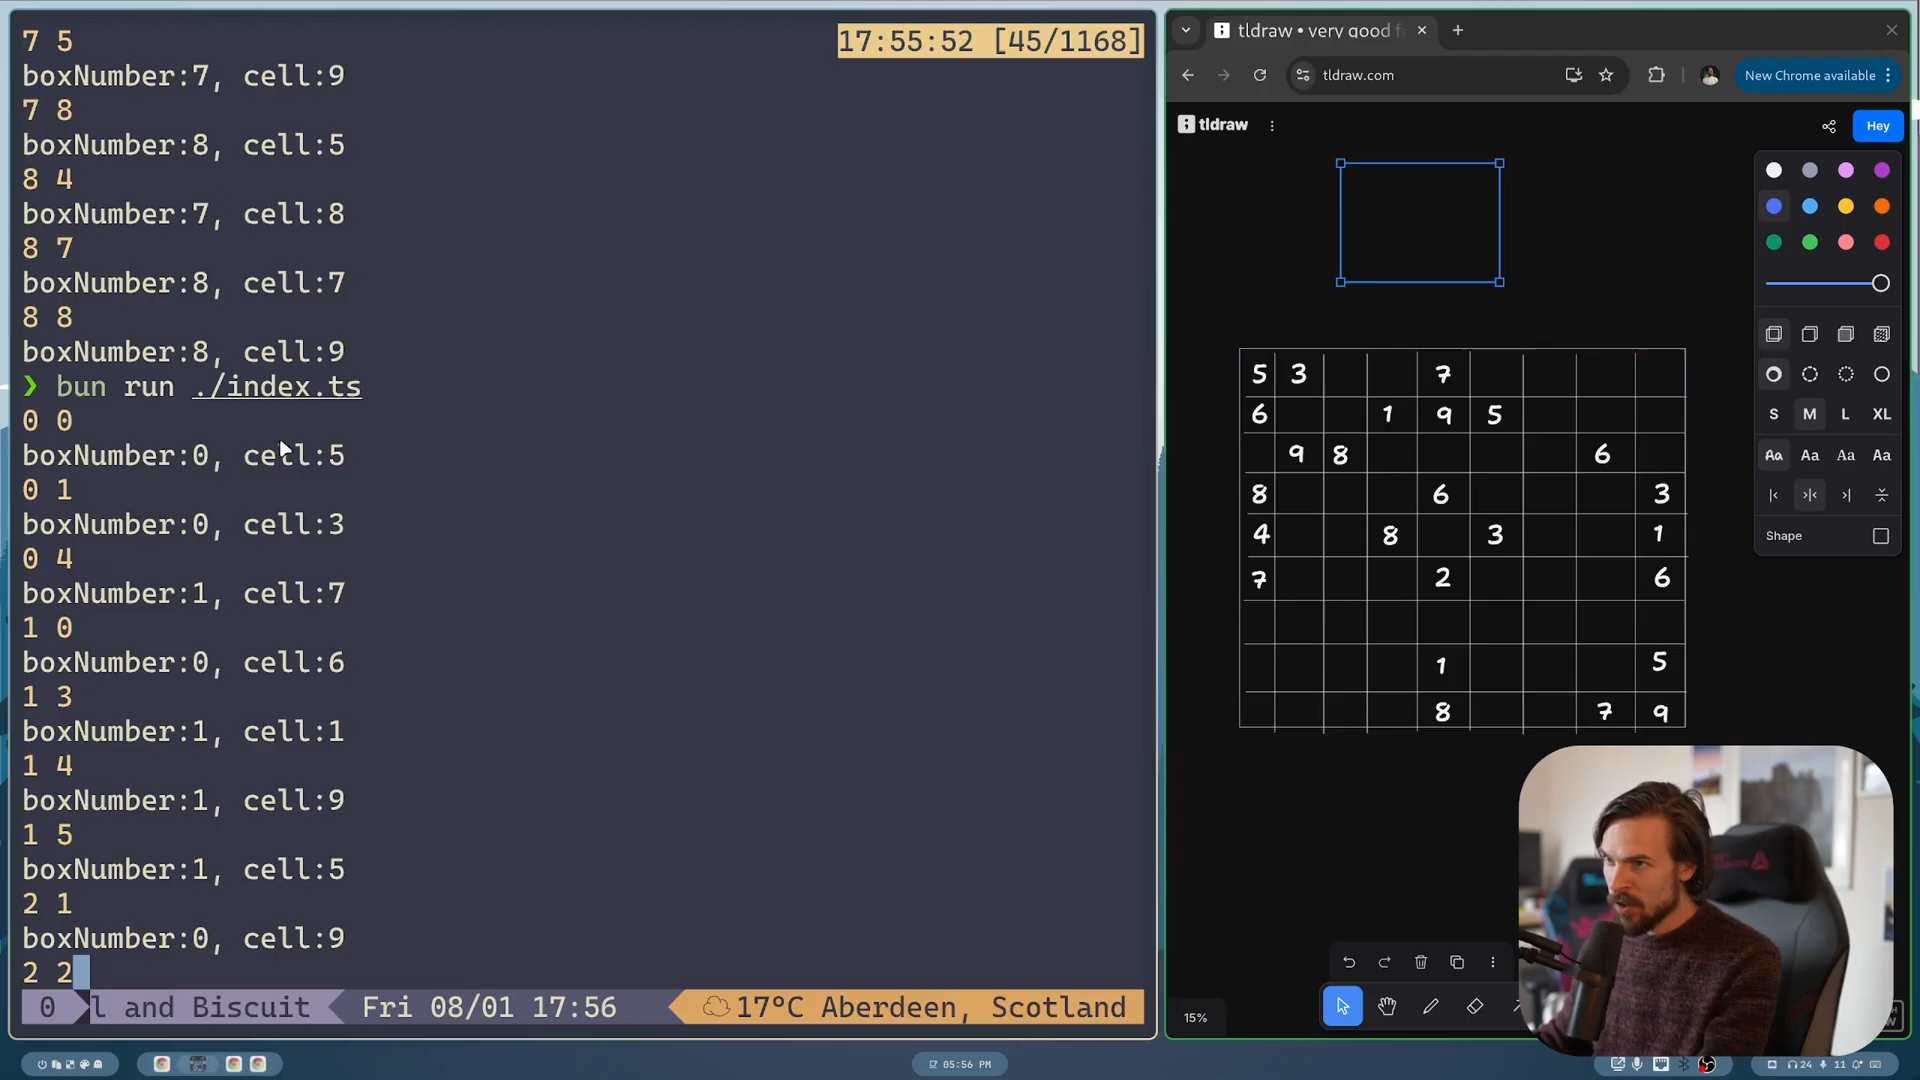 7 5
17:55:52 [45/1168]
boxNumber:7, cell:9
7 8
boxNumber:8, cell:5
8 4
boxNumber:7, cell:8
8 7
boxNumber:8, cell:7
8 8
boxNumber:8, cell:9
❯ bun run ./index.ts
0 0
boxNumber:0, cell:5
0 1
boxNumber:0, cell:3
0 4
boxNumber:1, cell:7
1 0
boxNumber:0, cell:6
1 3
boxNumber:1, cell:1
1 4
boxNumber:1, cell:9
1 5
boxNumber:1, cell:5
2 1
boxNumber:0, cell:9
2 2
0 l and Biscuit Fri 08/01 17:56 17°C Aberdeen, Scotland
tldraw • very good f
tldraw.com
New Chrome available
tldraw
Hey
S M L XL
Aa Aa Aa Aa
Shape
5 3 7
6 1 9 5
9 8 6
8 6 3
4 8 3 1
7 2 6
1 5
8 7 9
15%
05:56 PM
24 11